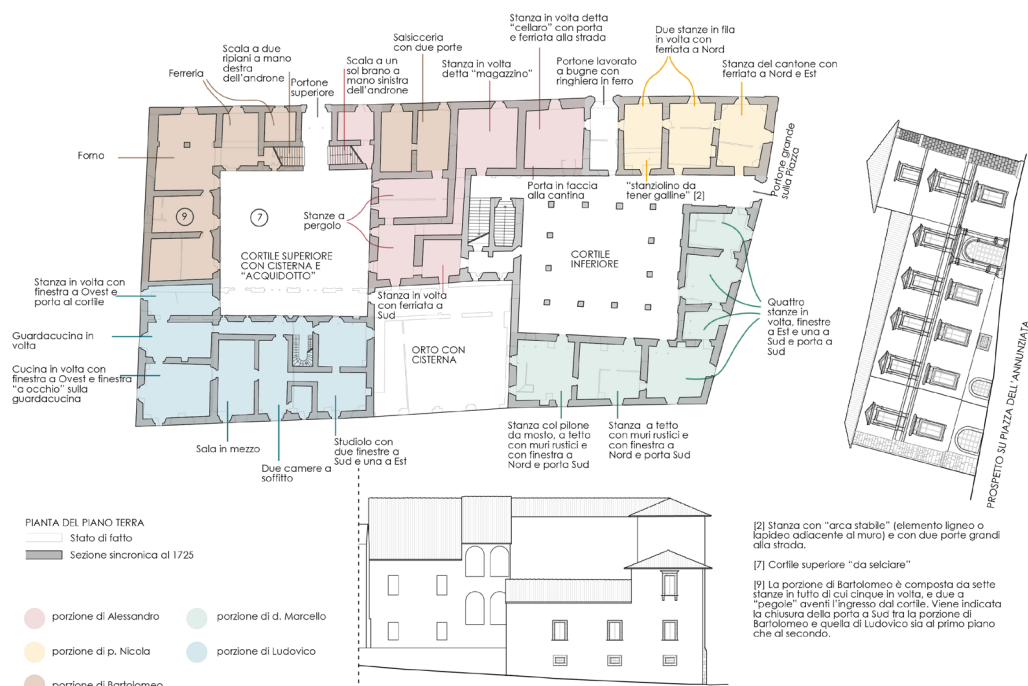 Stanza in volta detta
“cellaro” con porta
e ferriata alla strada
Due stanze in fila
in volta con
ferriata a Nord
Salsicceria
con due porte
Scala a due
ripiani a mano
destra
dell’androne
Scala a un
sol brano a
mano sinistra
dell’androne
Stanza in volta
detta “magazzino”
Portone lavorato
a bugne con
ringhiera in ferro
Stanza del cantone con
ferriata a Nord e Est
Ferreria
Portone
superiore
Forno
Portone grande
sulla Piazza
Porta in faccia
alla cantina
“stanziolino da
tener galline” [2]
9
7
Stanze a
pergolo
CORTILE SUPERIORE
CON CISTERNA E
“ACQUIDOTTO”
CORTILE
INFERIORE
Stanza in volta con
finestra a Ovest e
porta al cortile
Stanza in volta
con ferriata a
Sud
Quattro
stanze in
volta, finestre
a Est e una a
Sud e porta a
Sud
Guardacucina in
volta
ORTO CON
CISTERNA
Cucina in volta con
finestra a Ovest e finestra
“a occhio” sulla
guardacucina
PROSPETTO SU PIAZZA DELL’ANNUNZIATA
Sala in mezzo
Due camere a
soffitto
Studiolo con
due finestre a
Sud e una a Est
Stanza col pilone
da mosto, a tetto
con muri rustici e
con finestra a
Nord e porta Sud
Stanza a tetto
con muri rustici e
con finestra a
Nord e porta Sud
PIANTA DEL PIANO TERRA
Stato di fatto
Sezione sincronica al 1725
[2] Stanza con “arca stabile” (elemento ligneo o
lapideo adiacente al muro) e con due porte grandi
alla strada.
[7] Cortile superiore “da selciare”
[9] La porzione di Bartolomeo è composta da sette
stanze in tutto di cui cinque in volta, e due a
“pegole” aventi l’ingresso dal cortile. Viene indicata
la chiusura della porta a Sud tra la porzione di
Bartolomeo e quella di Ludovico sia al primo piano
che al secondo.
porzione di Alessandro
porzione di d. Marcello
porzione di p. Nicola
porzione di Ludovico
porzione di Bartolomeo